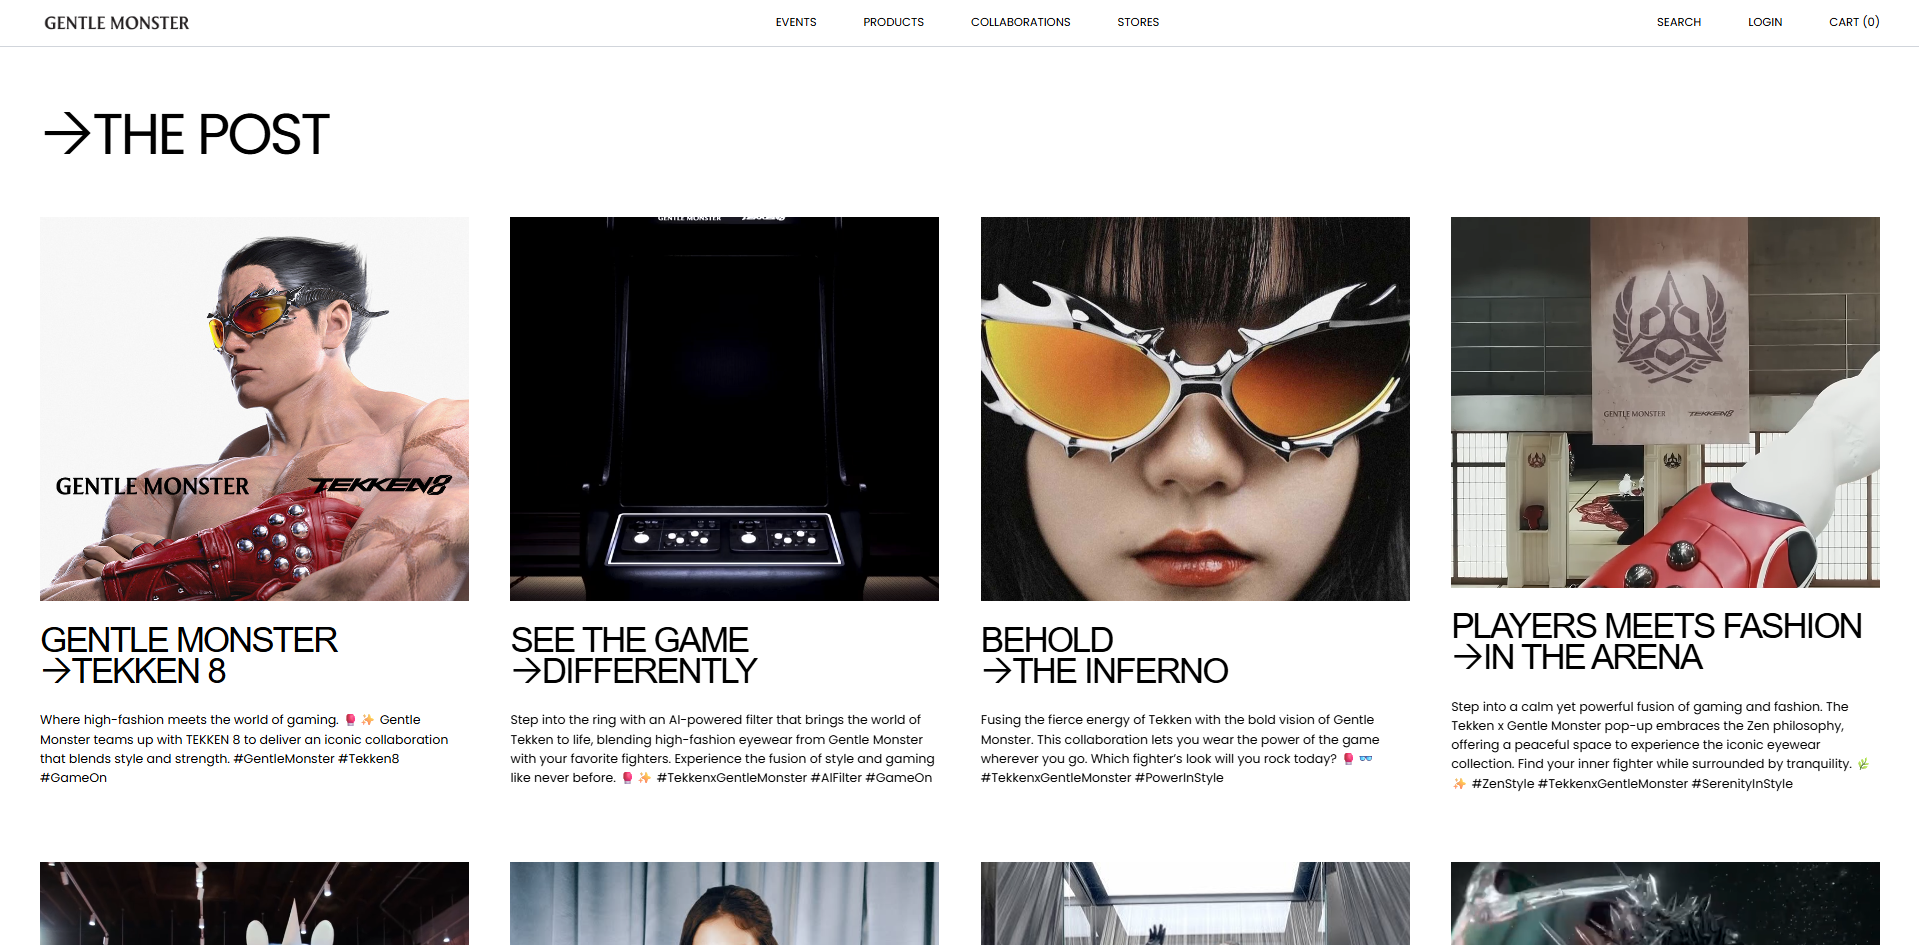 GENTLE MONSTER
EVENTS
PRODUCTS
COLLABORATIONS
STORES
SEARCH
LOGIN
CART (0)
→THE POST
GENTLE MONSTER
TEKKEN8
GENTLE MONSTER
→TEKKEN 8
Where high-fashion meets the world of gaming. 🥊 ✨ Gentle
Monster teams up with TEKKEN 8 to deliver an iconic collaboration
that blends style and strength. #GentleMonster #Tekken8
#GameOn
GENTLE MONSTER
TEKKEN8
SEE THE GAME
→DIFFERENTLY
Step into the ring with an AI-powered filter that brings the world of
Tekken to life, blending high-fashion eyewear from Gentle Monster
with your favorite fighters. Experience the fusion of style and gaming
like never before. 🥊 ✨ #TekkenxGentleMonster #AIFilter #GameOn
BEHOLD
→THE INFERNO
Fusing the fierce energy of Tekken with the bold vision of Gentle
Monster. This collaboration lets you wear the power of the game
wherever you go. Which fighter's look will you rock today? 🥊 👓
#TekkenxGentleMonster #PowerInStyle
GENTLE MONSTER
TEKKEN8
PLAYERS MEETS FASHION
→IN THE ARENA
Step into a calm yet powerful fusion of gaming and fashion. The
Tekken x Gentle Monster pop-up embraces the Zen philosophy,
offering a peaceful space to experience the iconic eyewear
collection. Find your inner fighter while surrounded by tranquility. 🌿
✨ #ZenStyle #TekkenxGentleMonster #SerenityInStyle